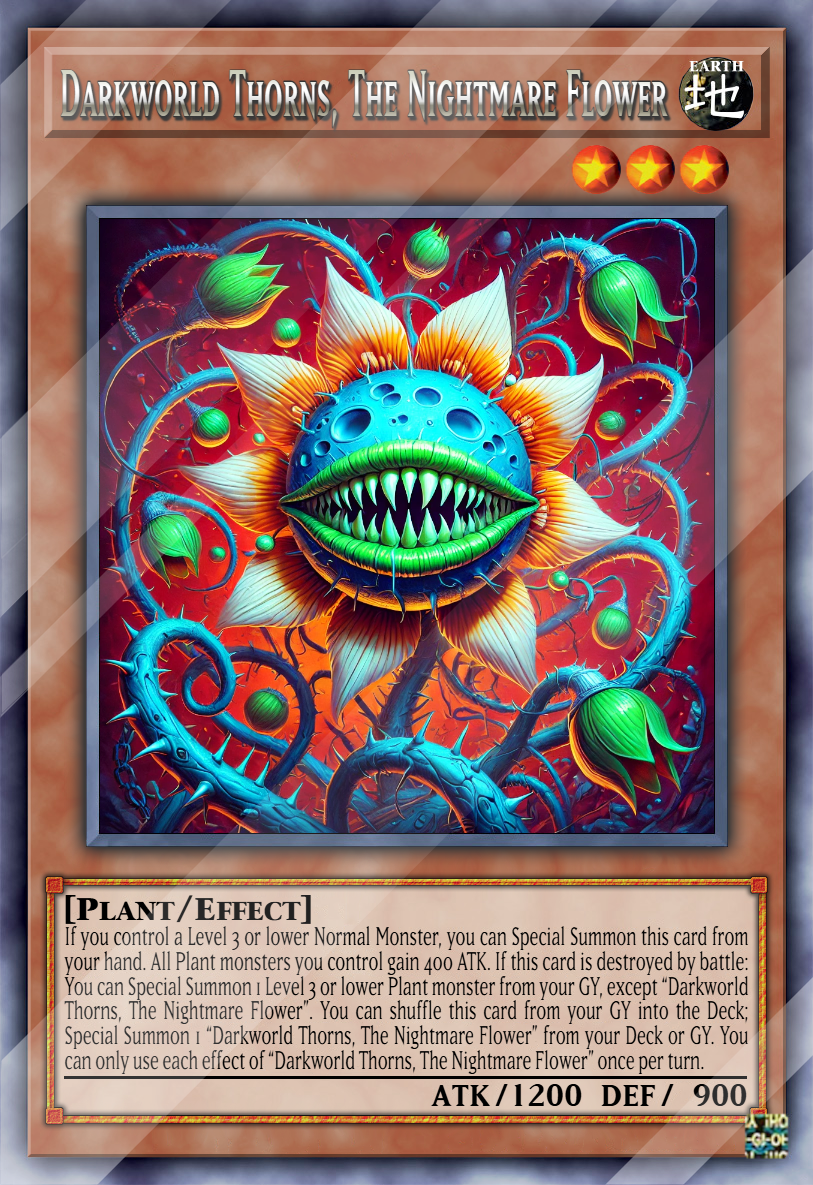 Darkworld Thorns, The Nightmare Flower
EARTH
地
[Plant/Effect]
If you control a Level 3 or lower Normal Monster, you can Special Summon this card from
your hand. All Plant monsters you control gain 400 ATK. If this card is destroyed by battle:
You can Special Summon 1 Level 3 or lower Plant monster from your GY, except “Darkworld
Thorns, The Nightmare Flower”. You can shuffle this card from your GY into the Deck;
Special Summon 1 “Darkworld Thorns, The Nightmare Flower” from your Deck or GY. You
can only use each effect of “Darkworld Thorns, The Nightmare Flower” once per turn.
ATK/1200 DEF/ 900